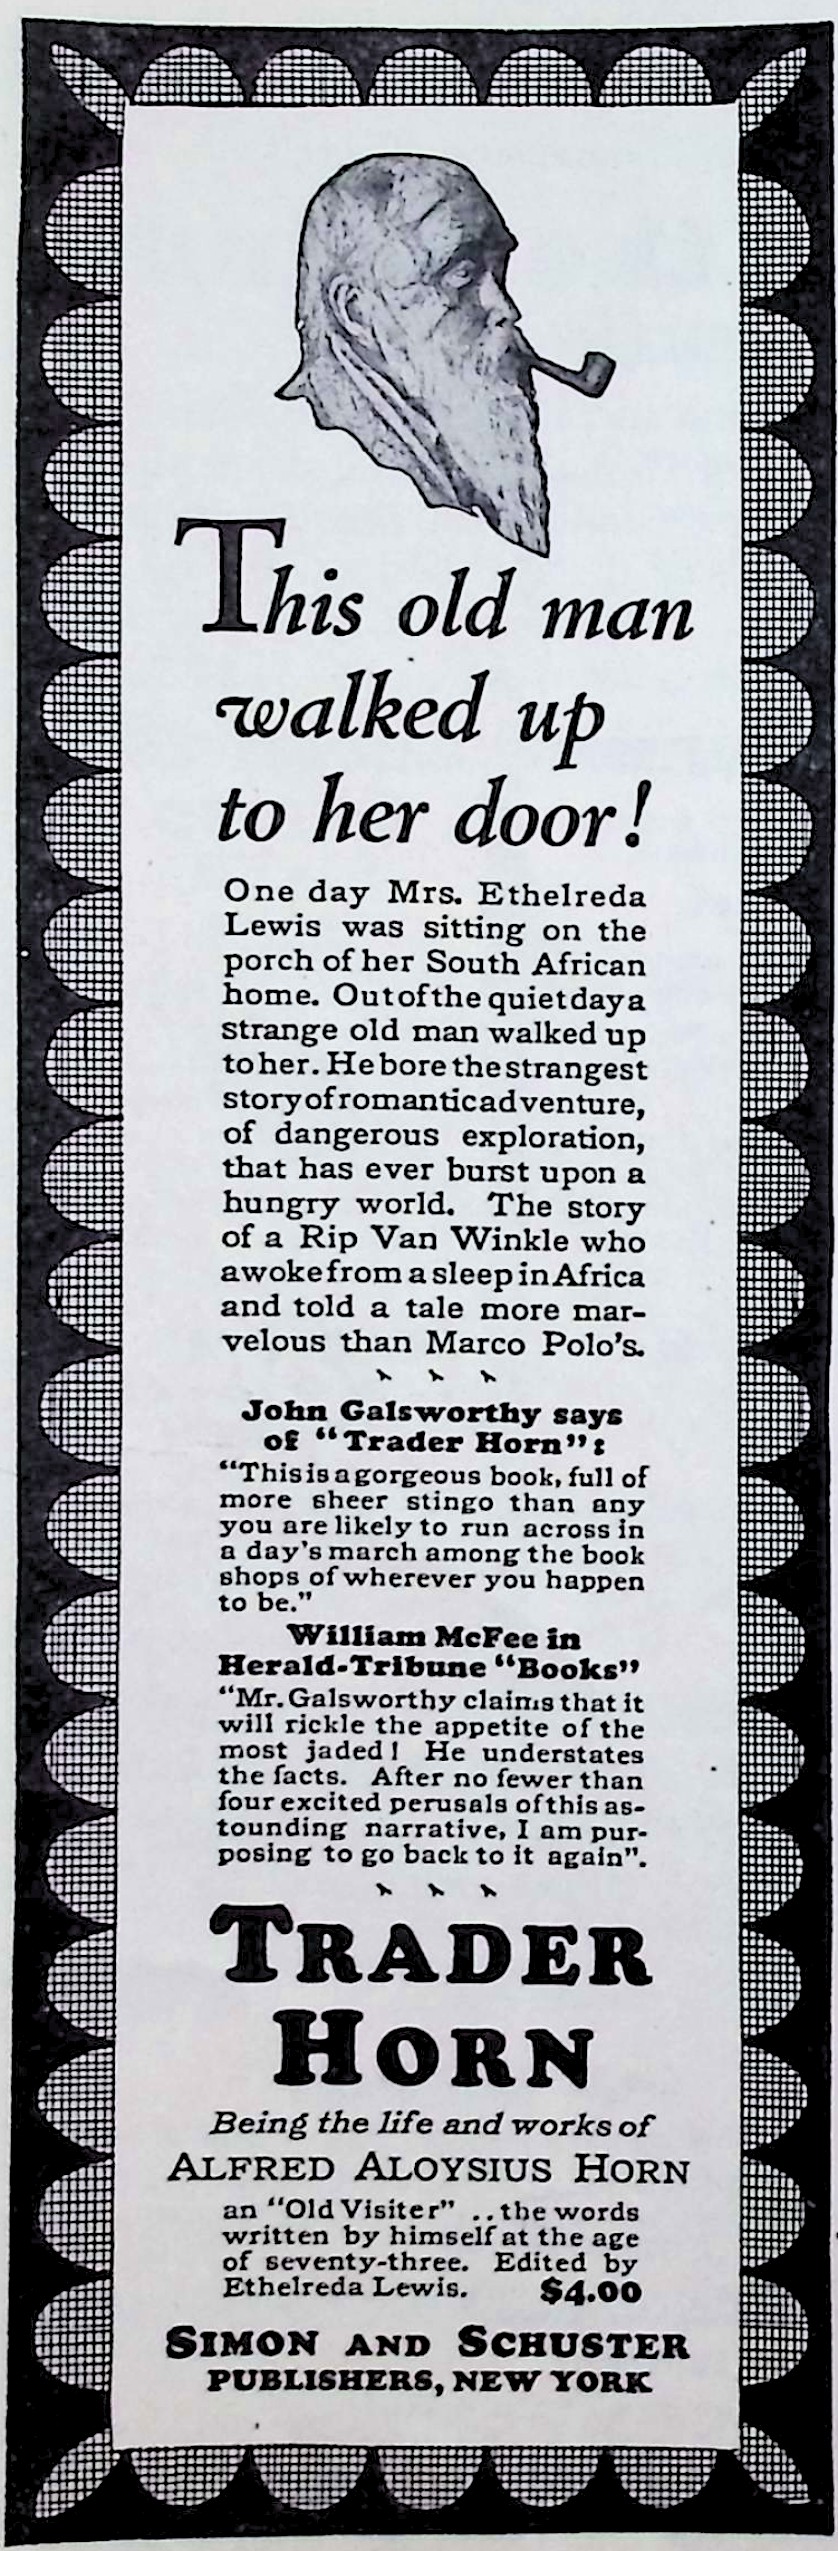 This old man
walked up
to her door!
One day Mrs. Ethelreda
Lewis was sitting on the
porch of her South African
home. Out of the quiet day a
strange old man walked up
to her. He bore the strangest
story of romantic adventure,
of dangerous exploration,
that has ever burst upon a
hungry world. The story
of a Rip Van Winkle who
awoke from a sleep in Africa
and told a tale more mar-
velous than Marco Polo's.
John Galsworthy says
of "Trader Horn":
"This is a gorgeous book, full of
more sheer stingo than any
you are likely to run across in
a day's march among the book
shops of wherever you happen
to be."
William McFee in
Herald-Tribune "Books"
"Mr. Galsworthy claims that it
will rickle the appetite of the
most jaded! He understates
the facts. After no fewer than
four excited perusals of this as-
tounding narrative, I am pur-
posing to go back to it again".
TRADER
HORN
Being the life and works of
ALFRED ALOYSIUS HORN
an "Old Visiter" .. the words
written by himself at the age
of seventy-three. Edited by
Ethelreda Lewis. $4.00
SIMON AND SCHUSTER
PUBLISHERS, NEW YORK